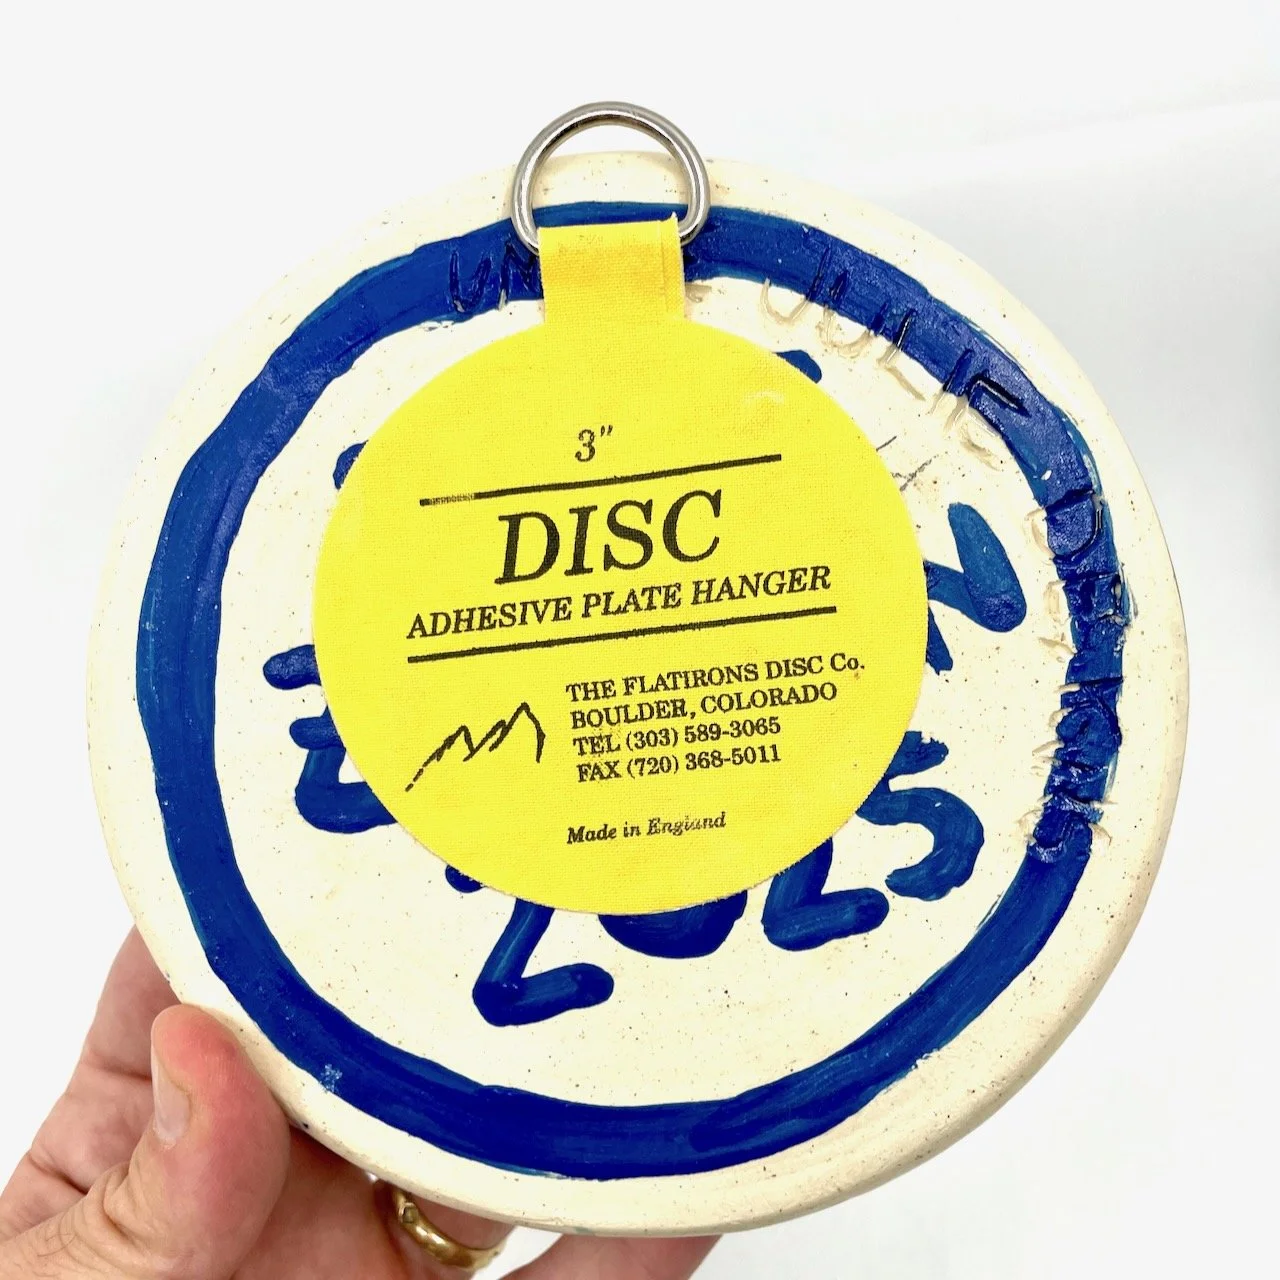 3"
DISC
ADHESIVE PLATE HANGER
THE FLATIRONS DISC Co.
BOULDER, COLORADO
TEL (303) 589-3065
FAX (720) 368-5011
Made in England
JULIE